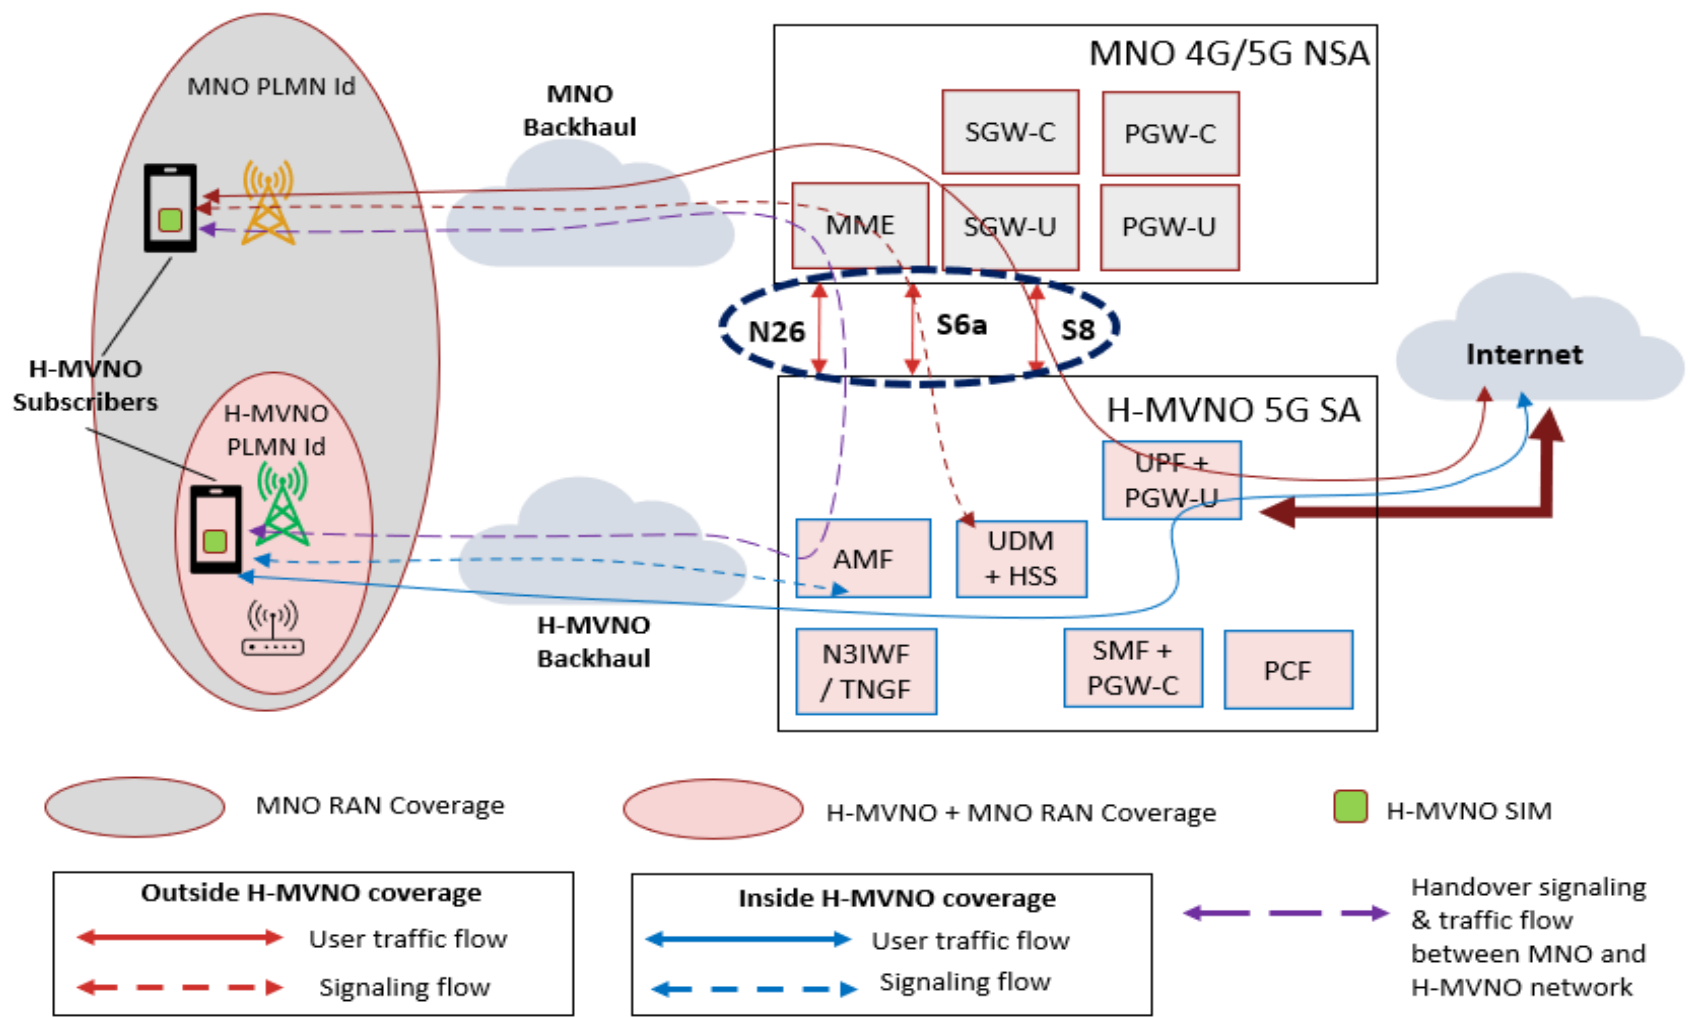 MNO PLMN Id
MNO
Backhaul
MNO 4G/5G NSA
SGW-C
PGW-C
MME
SGW-U
PGW-U
N26
S6a
S8
Internet
H-MVNO
Subscribers
H-MVNO
PLMN Id
H-MVNO 5G SA
UPF +
PGW-U
AMF
UDM
+ HSS
H-MVNO
Backhaul
N3IWF
/ TNGF
SMF +
PGW-C
PCF
MNO RAN Coverage
H-MVNO + MNO RAN Coverage
H-MVNO SIM
Outside H-MVNO coverage
User traffic flow
Signaling flow
Inside H-MVNO coverage
User traffic flow
Signaling flow
Handover signaling
& traffic flow
between MNO and
H-MVNO network